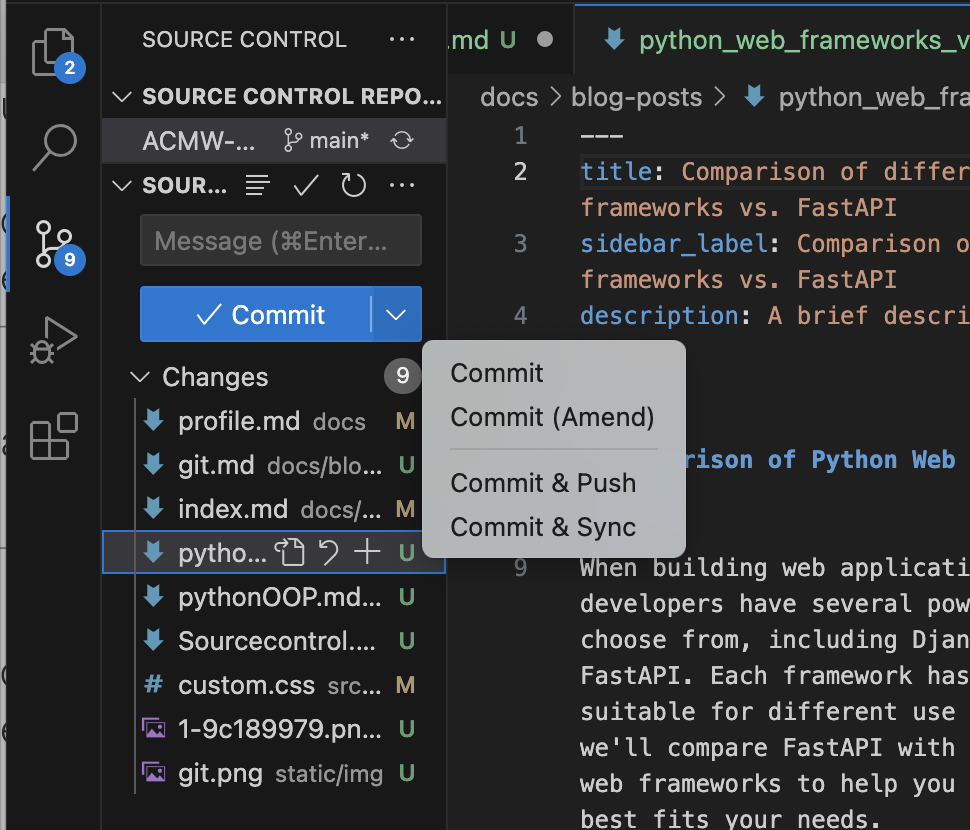 2
9
SOURCE CONTROL ...
SOURCE CONTROL REPO...
ACMW-... main*
SOUR... ...
Message (⌘Enter...
Commit
Changes 9
profile.md docs M
git.md docs/blo... U
index.md docs/... M
pytho... U
pythonOOP.md... U
Sourcecontrol.... U
custom.css src... M
1-9c189979.pn... U
git.png static/img U
Commit
Commit (Amend)
Commit & Push
Commit & Sync
.md U
python_web_frameworks_v
docs > blog-posts > python_web_fra
1 ---
2 title: Comparison of differ
frameworks vs. FastAPI
3 sidebar_label: Comparison o
frameworks vs. FastAPI
4 description: A brief descri
rison of Python Web
9 When building web applicati
developers have several pow
choose from, including Djan
FastAPI. Each framework has
suitable for different use
we'll compare FastAPI with
web frameworks to help you
best fits your needs.